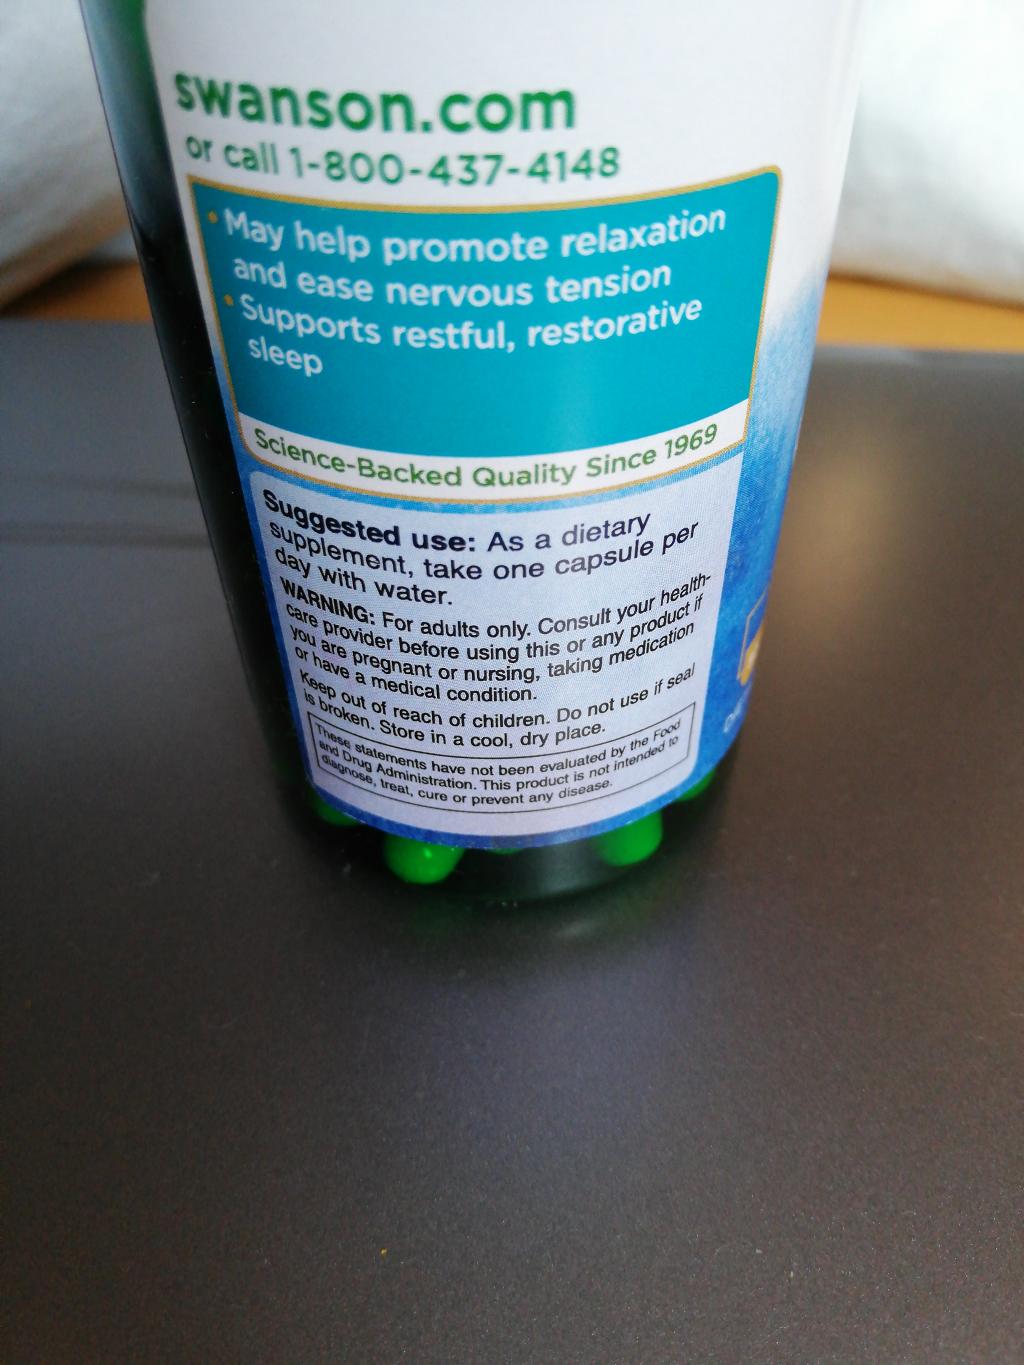 swanson.com
or call 1-800-437-4148
• May help promote relaxation
and ease nervous tension
• Supports restful, restorative
sleep
Science-Backed Quality Since 1969
Suggested use: As a dietary
supplement, take one capsule per
day with water.
WARNING: For adults only. Consult your health-
care provider before using this or any product if
you are pregnant or nursing, taking medication
or have a medical condition.
Keep out of reach of children. Do not use if seal
is broken. Store in a cool, dry place.
These statements have not been evaluated by the Food
and Drug Administration. This product is not intended to
diagnose, treat, cure or prevent any disease.